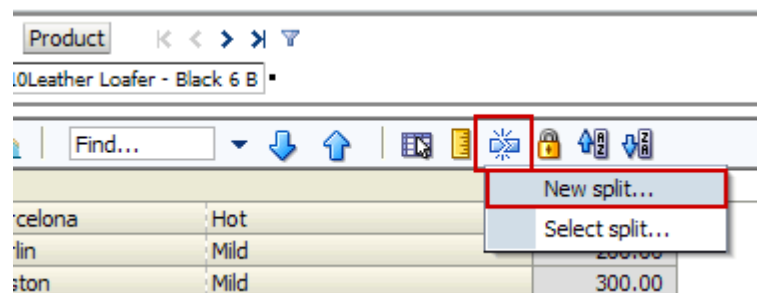 Product
10Leather Loafer - Black 6 B
Find...
New split...
rcelona Hot
Select split...
rlin Mild
ston Mild 300.00